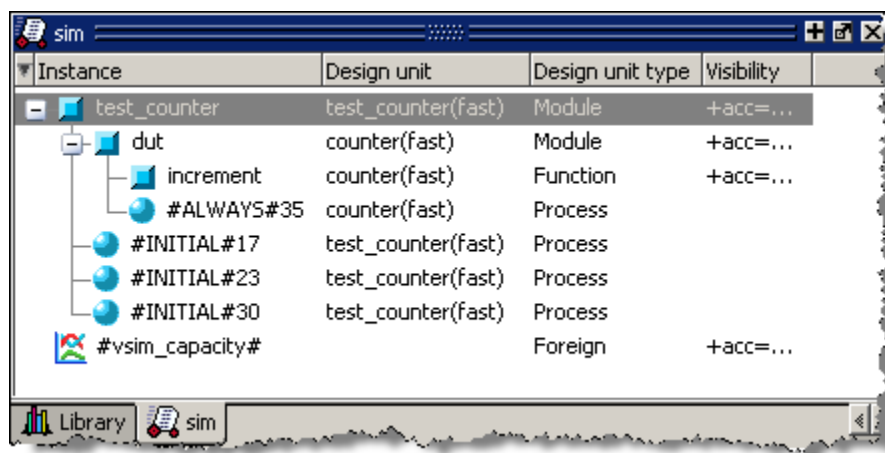 sim
Instance Design unit Design unit type Visibility
test_counter test_counter(fast) Module +acc=...
dut counter(fast) Module +acc=...
increment counter(fast) Function +acc=...
#ALWAYS#35 counter(fast) Process
#INITIAL#17 test_counter(fast) Process
#INITIAL#23 test_counter(fast) Process
#INITIAL#30 test_counter(fast) Process
#vsim_capacity# Foreign +acc=...
Library sim